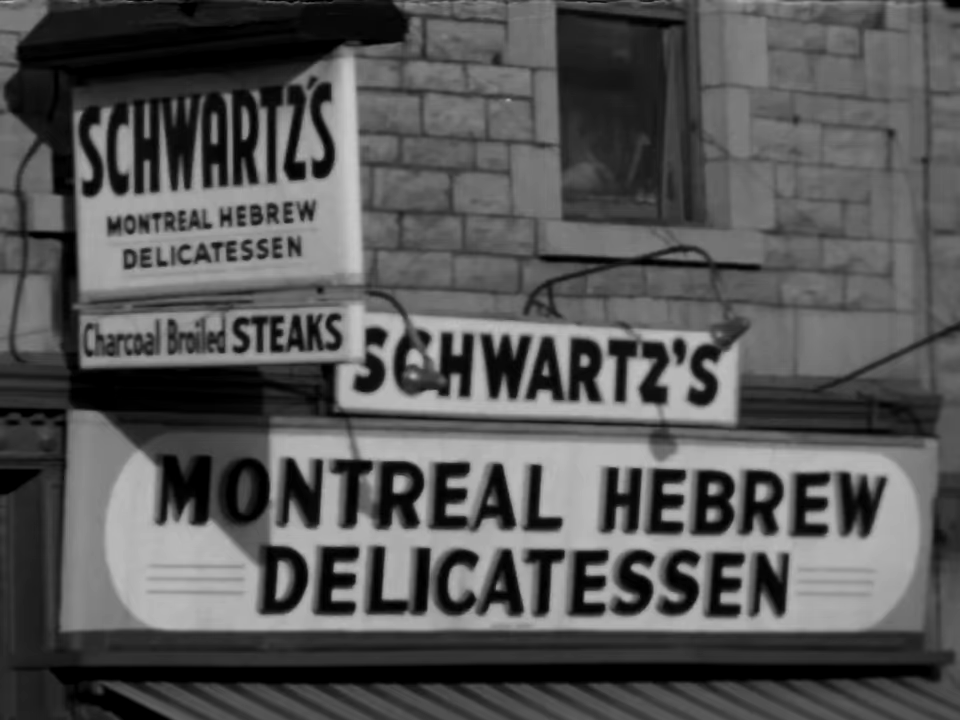 SCHWARTZ'S
MONTREAL HEBREW
DELICATESSEN
Charcoal Broiled STEAKS
SCHWARTZ'S
MONTREAL HEBREW
DELICATESSEN